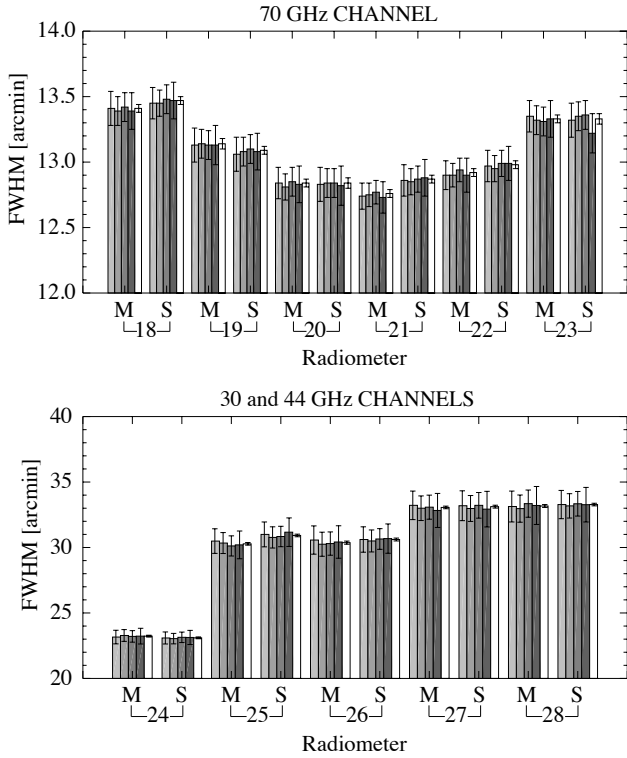 70 GHz CHANNEL
14.0
13.5
13.0
12.5
12.0
FWHM [arcmin]
M S M S M S M S M S M S
18 19 20 21 22 23
Radiometer
30 and 44 GHz CHANNELS
40
35
30
25
20
FWHM [arcmin]
M S M S M S M S M S
24 25 26 27 28
Radiometer